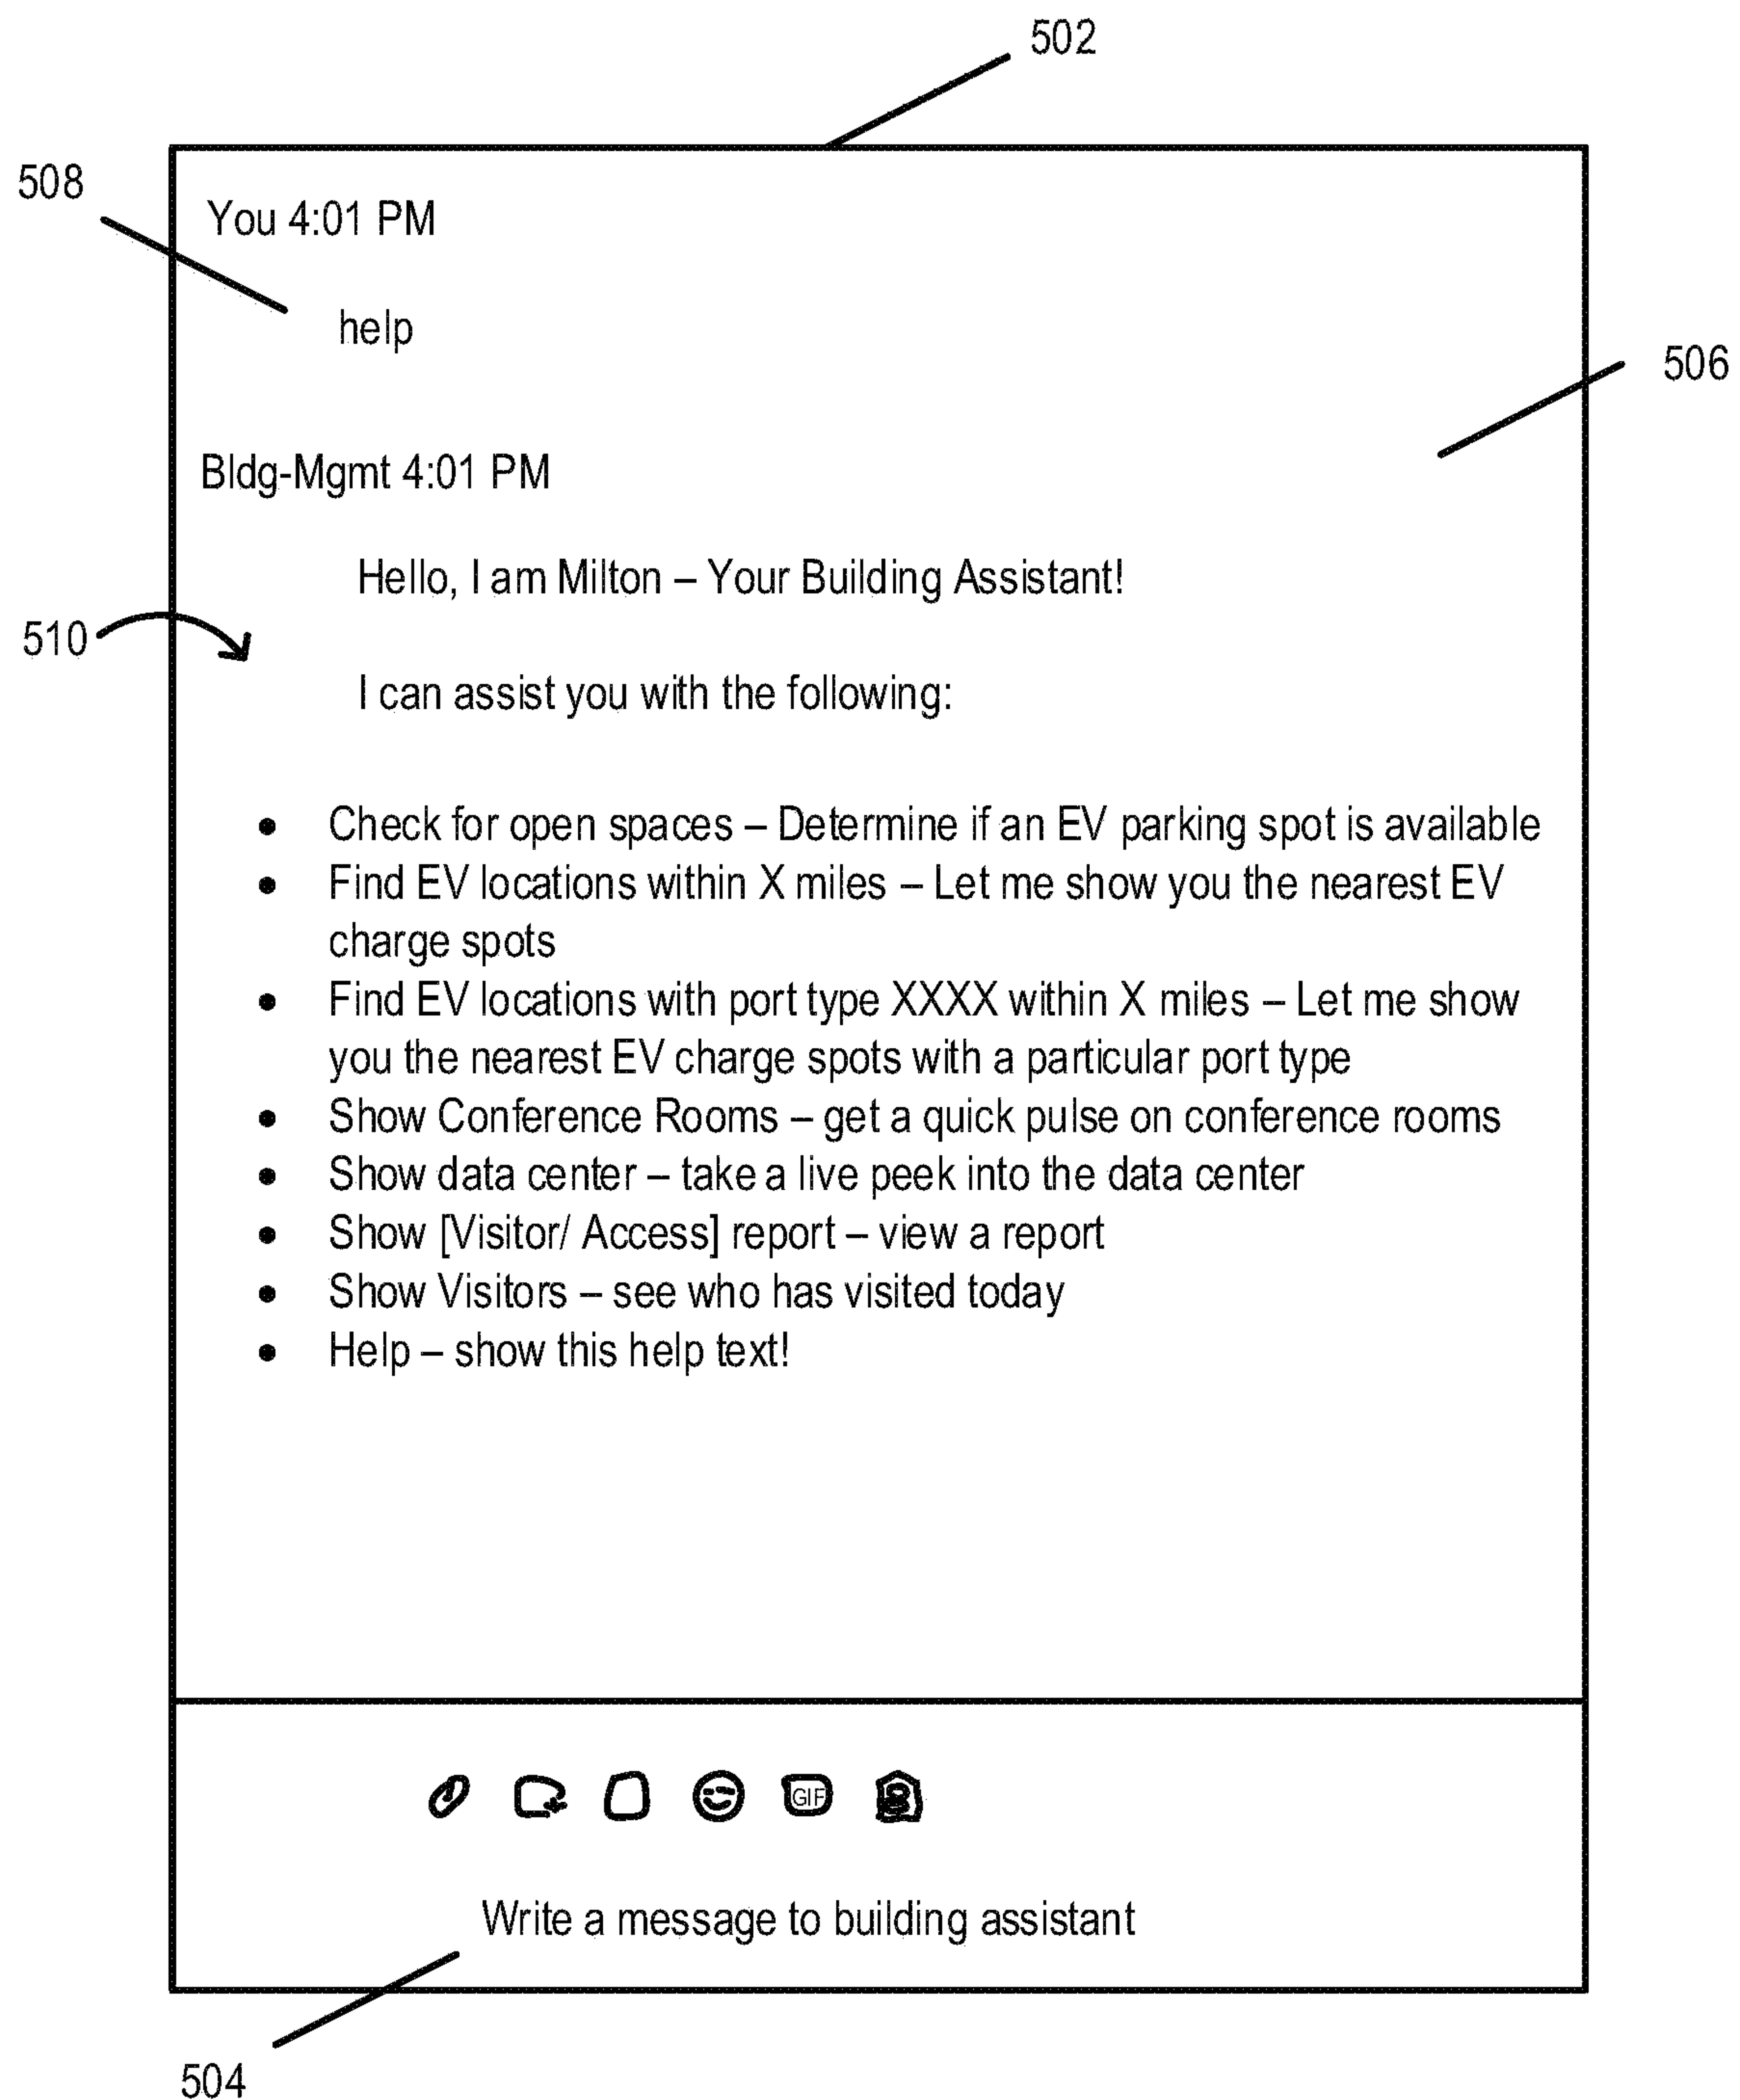 502
508
You 4:01 PM
help
506
Bldg-Mgmt 4:01 PM
Hello, I am Milton – Your Building Assistant!
510
I can assist you with the following:
• Check for open spaces – Determine if an EV parking spot is available
• Find EV locations within X miles – Let me show you the nearest EV
charge spots
• Find EV locations with port type XXXX within X miles – Let me show
you the nearest EV charge spots with a particular port type
• Show Conference Rooms – get a quick pulse on conference rooms
• Show data center – take a live peek into the data center
• Show [Visitor/ Access] report – view a report
• Show Visitors – see who has visited today
• Help – show this help text!
GIF
Write a message to building assistant
504